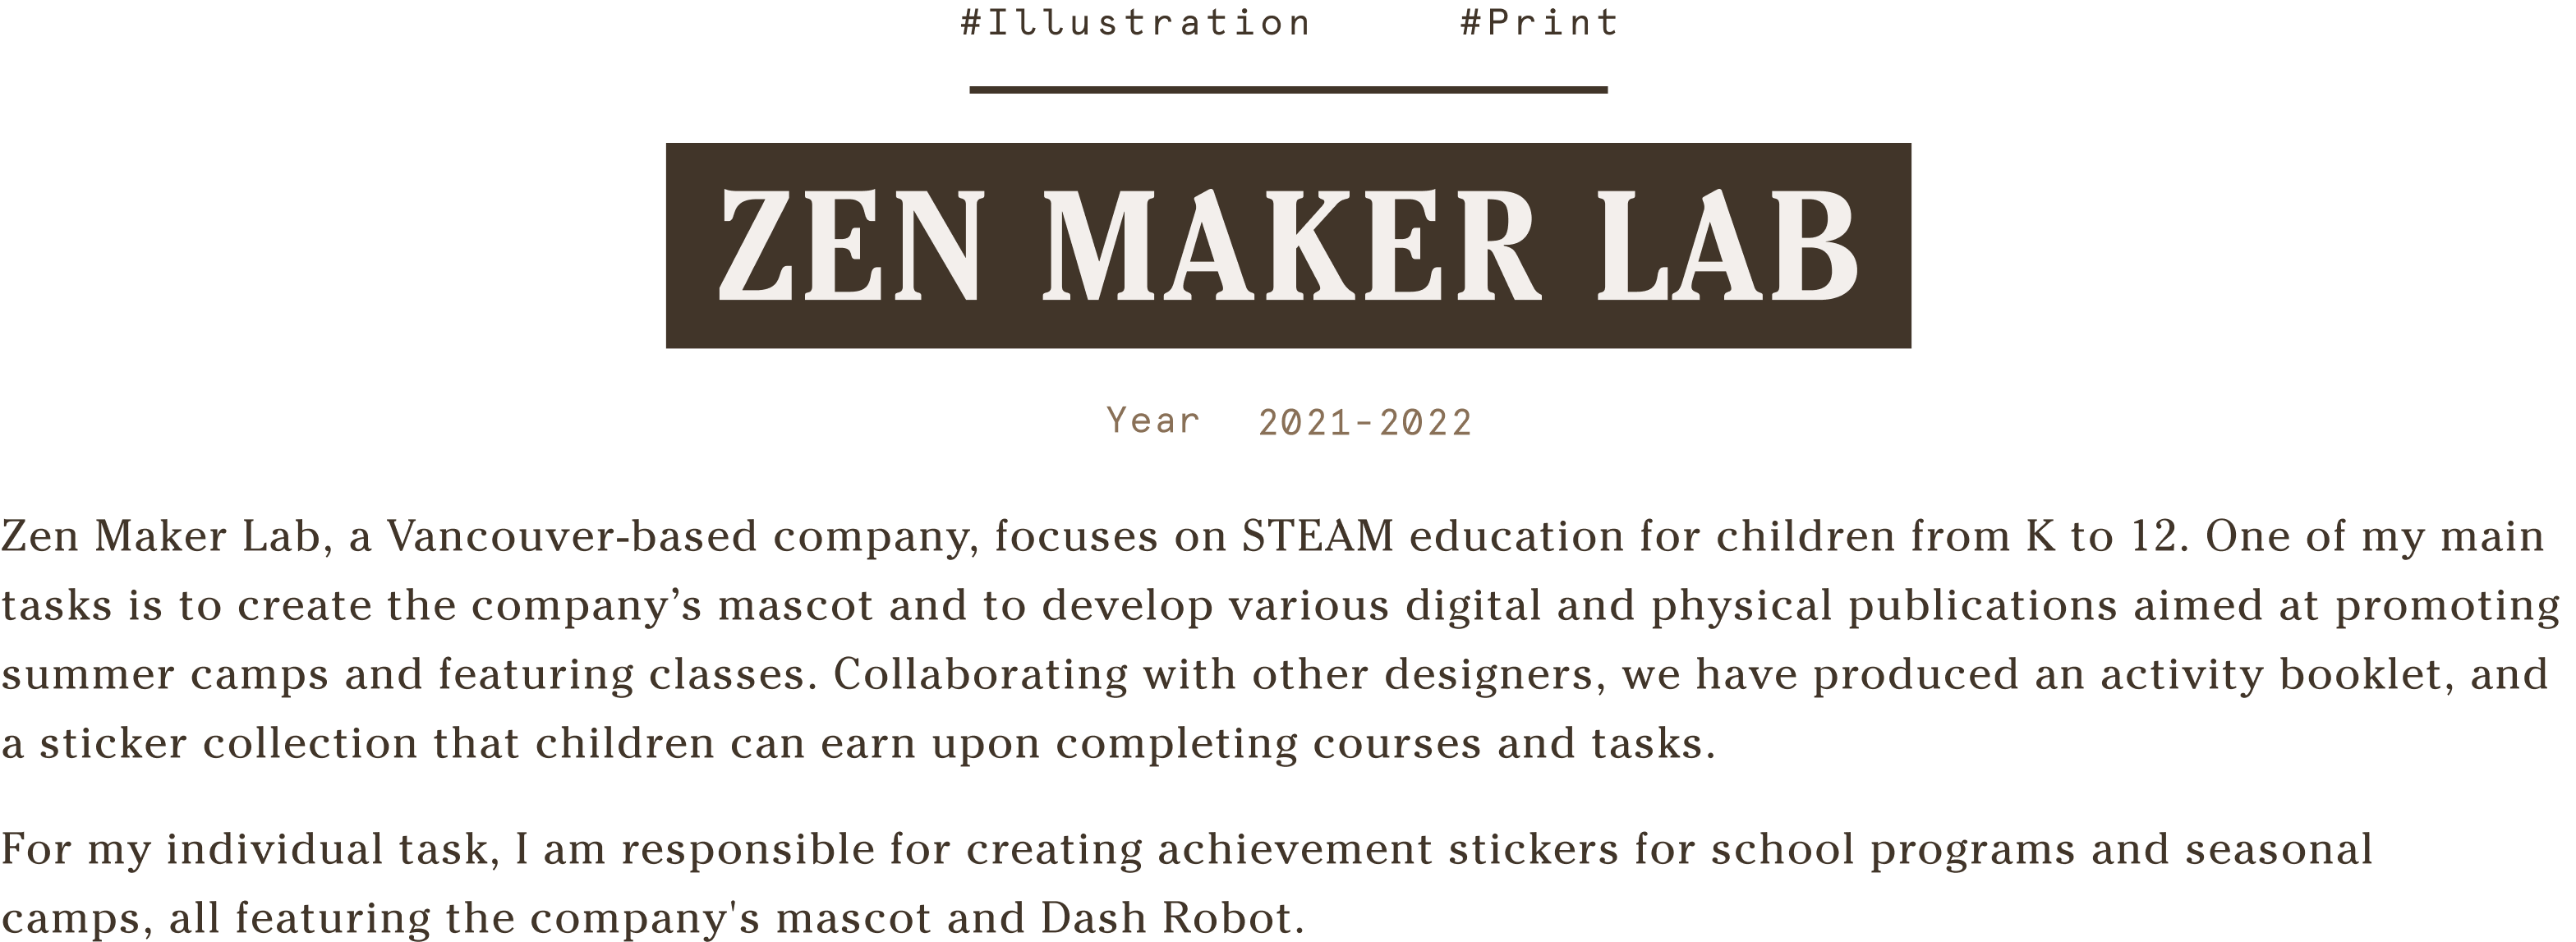 #Illustration #Print
ZEN MAKER LAB
Year 2021-2022
Zen Maker Lab, a Vancouver-based company, focuses on STEAM education for children from K to 12. One of my main
tasks is to create the company’s mascot and to develop various digital and physical publications aimed at promoting
summer camps and featuring classes. Collaborating with other designers, we have produced an activity booklet, and
a sticker collection that children can earn upon completing courses and tasks.
For my individual task, I am responsible for creating achievement stickers for school programs and seasonal
camps, all featuring the company's mascot and Dash Robot.